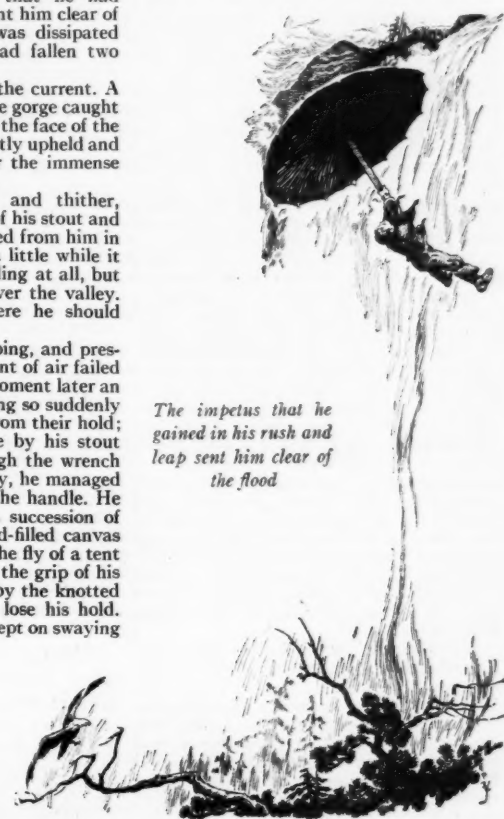 that he had
nt him clear of
was dissipated
ad fallen two
the current. A
e gorge caught
the face of the
tly upheld and
r the immense
and thither,
f his stout and
ed from him in
little while it
ling at all, but
ver the valley.
ere he should
ping, and pres-
nt of air failed
oment later an
ng so suddenly
rom their hold;
e by his stout
gh the wrench
y, he managed
he handle. He
succession of
d-filled canvas
he fly of a tent
the grip of his
by the knotted
lose his hold.
ept on swaying
The impetus that he
gained in his rush and
leap sent him clear of
the flood